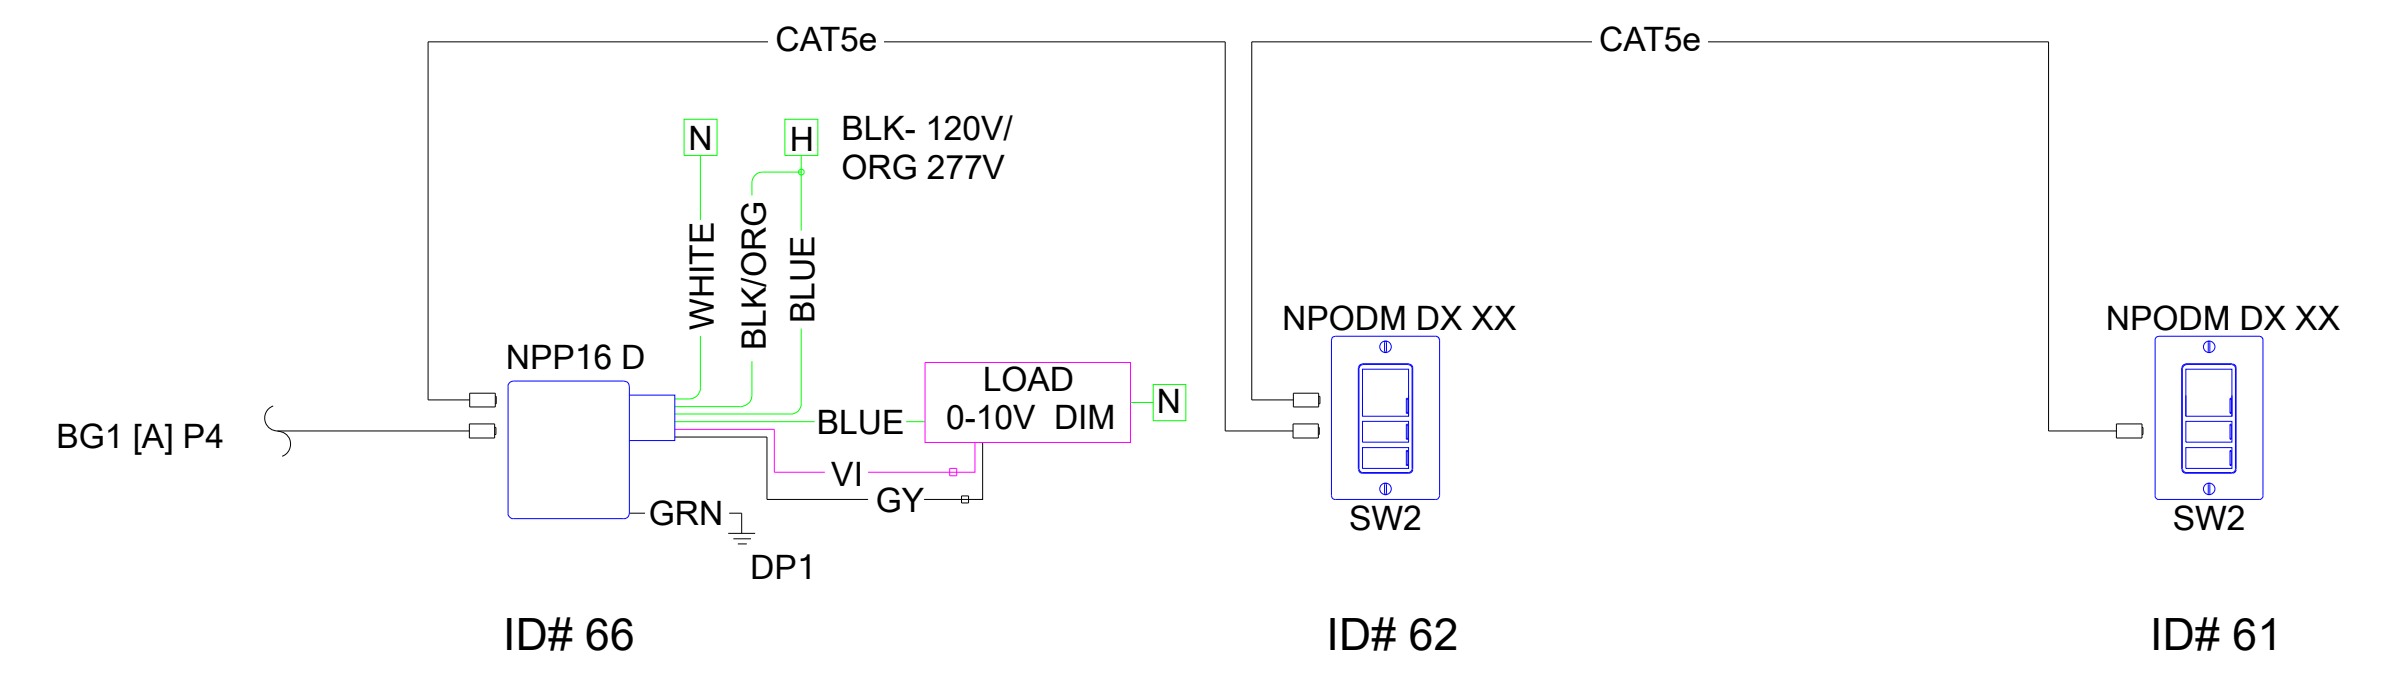 CAT5e
CAT5e
N
H
BLK- 120V/
ORG 277V
WHITE
BLK/ORG
BLUE
NPODM DX XX
NPODM DX XX
NPP16 D
LOAD
0-10V DIM
N
BLUE
BG1 [A] P4
VI
GY
GRN
SW2
SW2
DP1
ID# 66
ID# 62
ID# 61